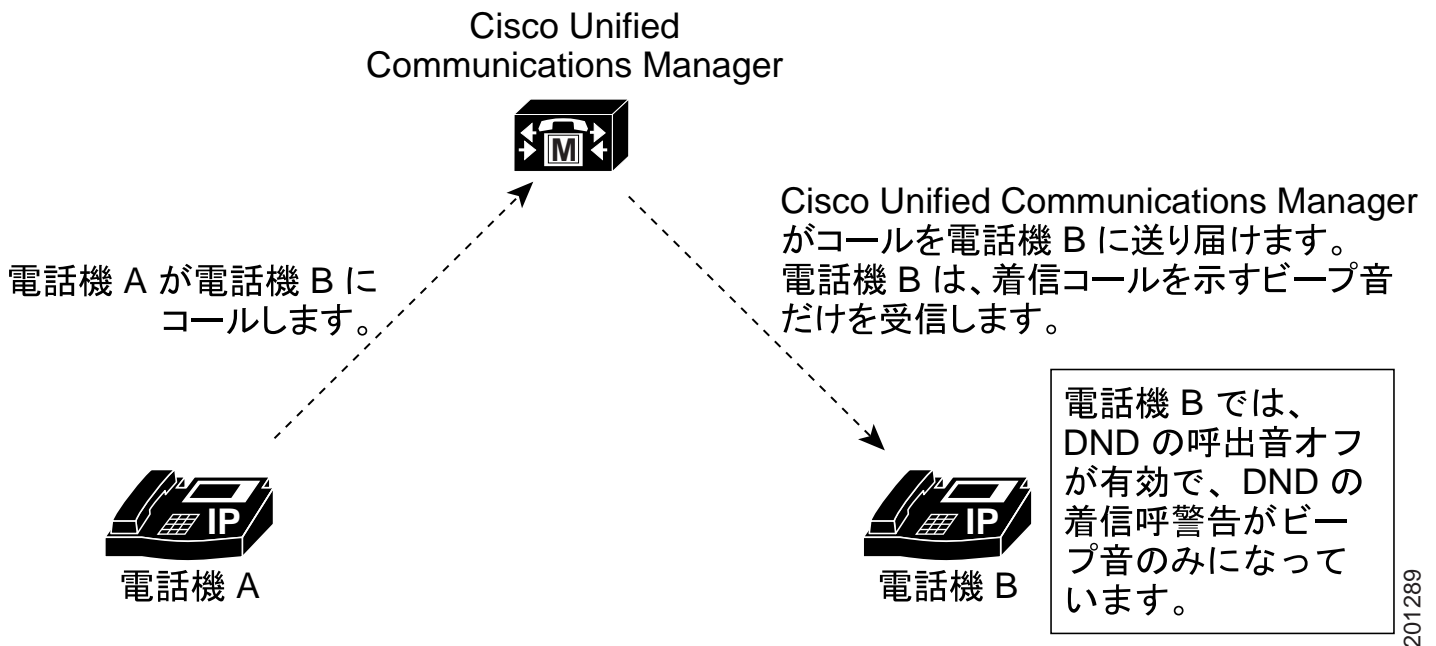 Cisco Unified
Communications Manager
M
Cisco Unified Communications Manager
がコールを電話機 B に送り届けます。
電話機 B は、着信コールを示すビープ音
だけを受信します。
電話機 A が電話機 B に
コールします。
IP
電話機 A
IP
電話機 B
電話機 B では、
DND の呼出音オフ
が有効で、DND の
着信呼警告がビー
プ音のみになって
います。
201289